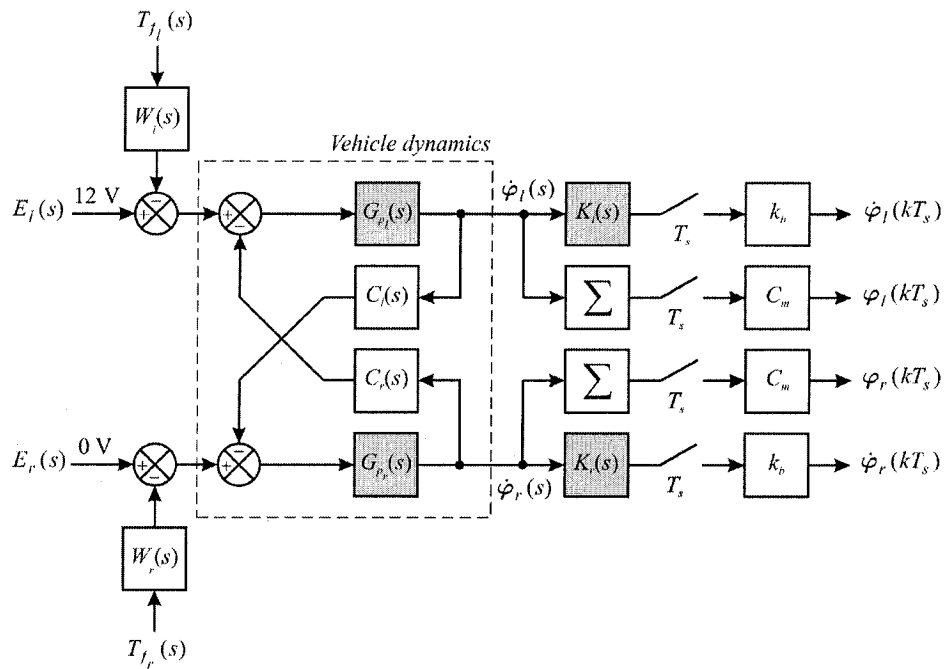 T_{f_l}(s)
W_l(s)
Vehicle dynamics
E_l(s) 12 V
φ̇_l(s)
G_{p_l}(s)
K_l(s)
T_s
k_b
φ̇_l(kT_s)
C_l(s)
∑
T_s
C_m
φ_l(kT_s)
C_r(s)
∑
T_s
C_m
φ_r(kT_s)
E_r(s) 0 V
G_{p_r}(s)
K_r(s)
T_s
k_b
φ̇_r(kT_s)
φ̇_r(s)
W_r(s)
T_{f_r}(s)